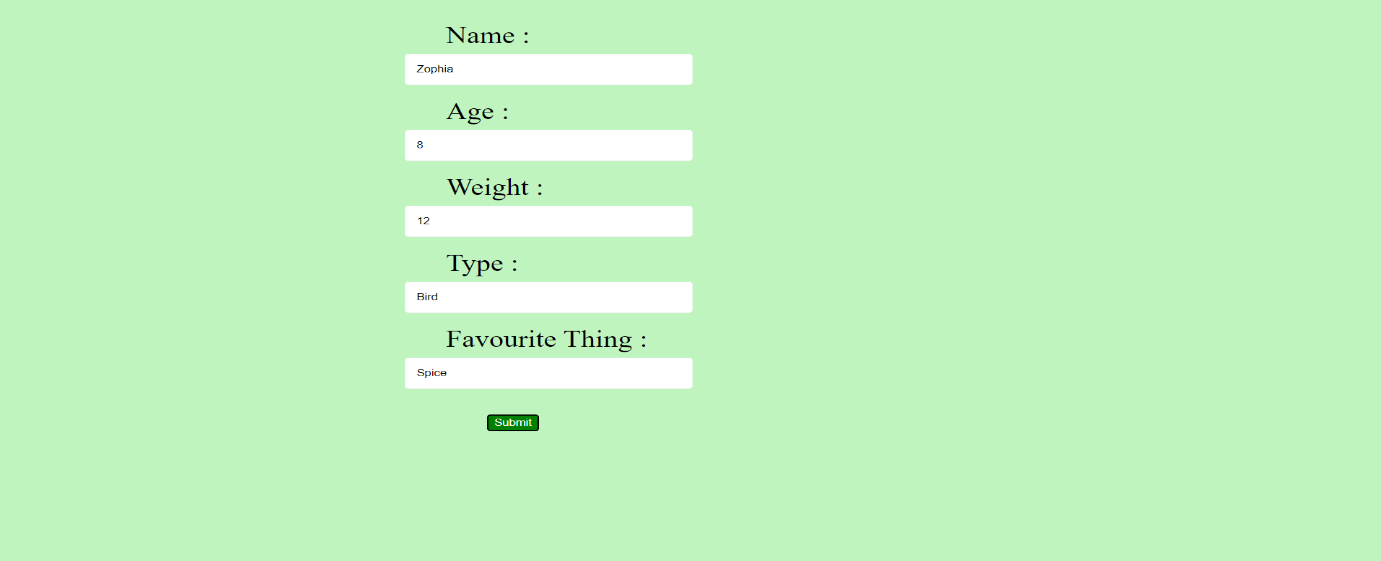 Name :
Zophia
Age :
8
Weight :
12
Type :
Bird
Favourite Thing :
Spice
Submit